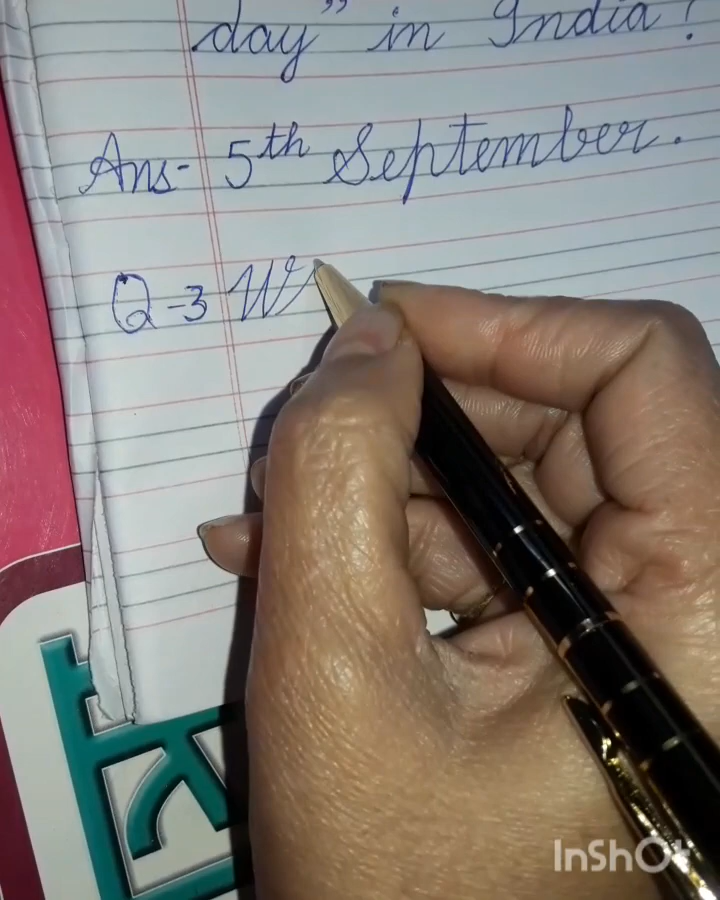 day” in India?
Ans- 5th September.
Q-3 W
InShOt